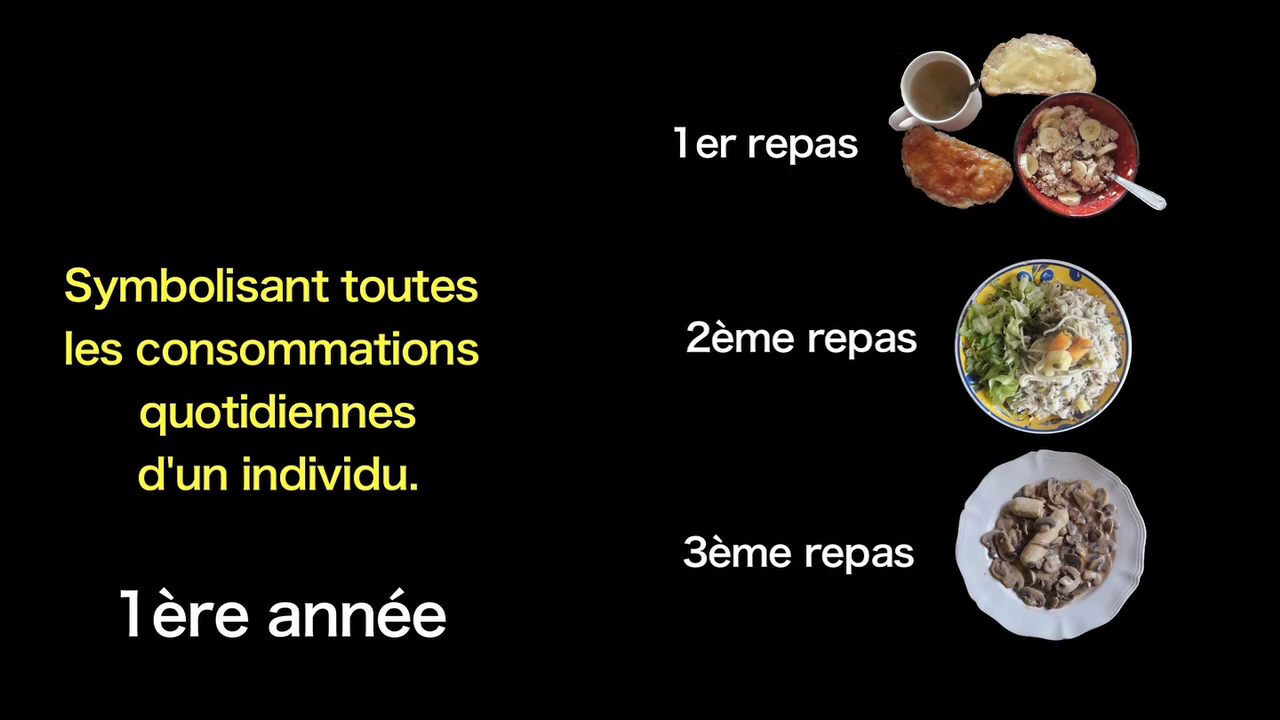 Symbolisant toutes
les consommations
quotidiennes
d'un individu.
1ère année
1er repas
2ème repas
3ème repas